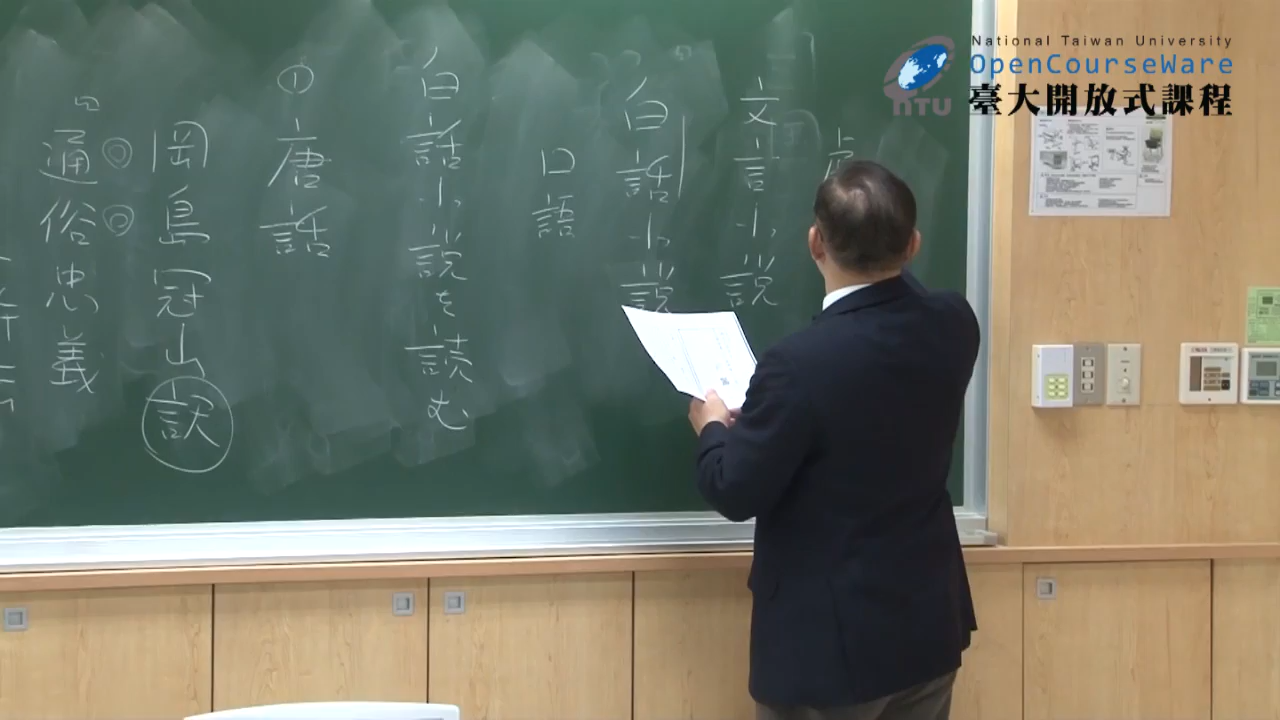 National Taiwan University
OpenCourseWare
臺大開放式課程
NTU
文言小説
白話小説
口語
白話小説を読む
①唐話
岡島冠山訳
通俗忠義